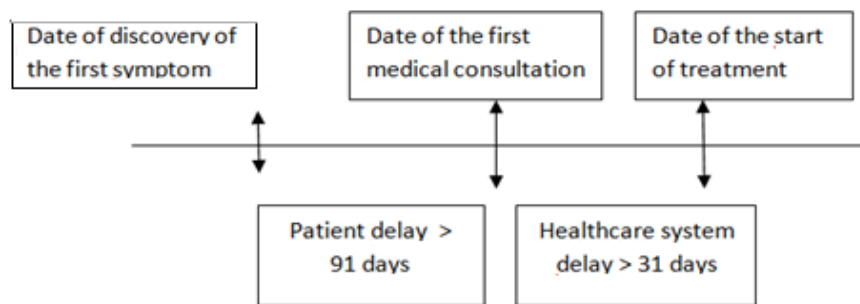 Date of discovery of
the first symptom
Date of the first
medical consultation
Date of the start
of treatment
Patient delay >
91 days
Healthcare system
delay > 31 days